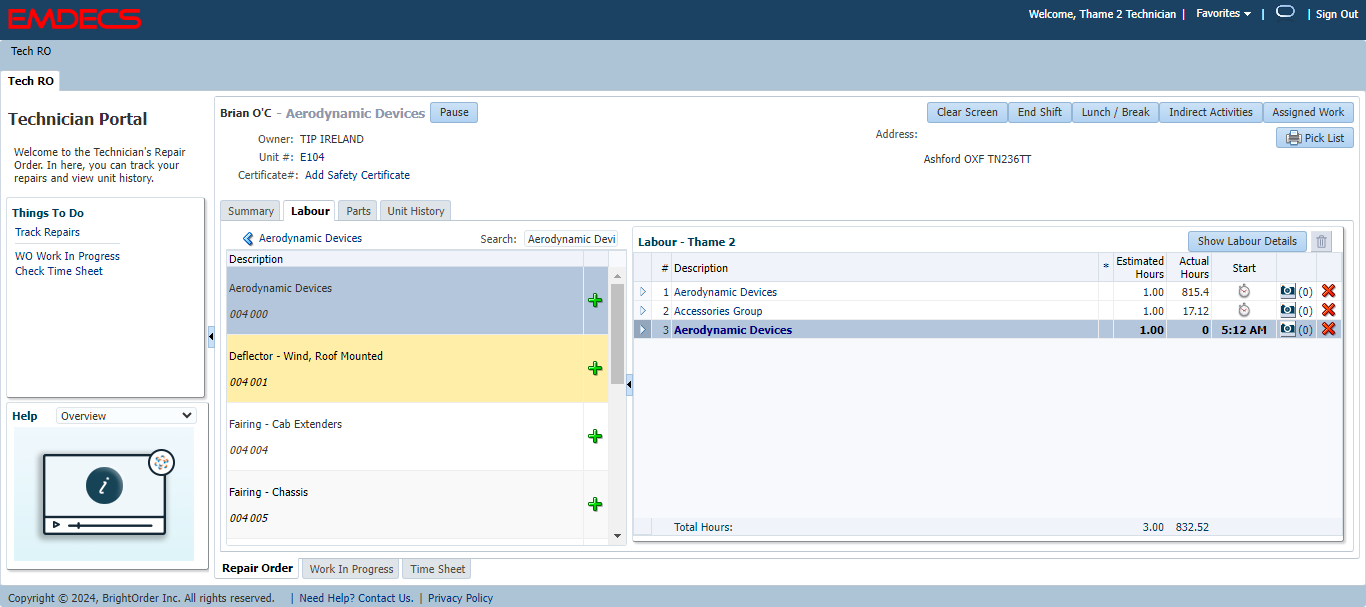 EMDECS
Welcome, Thame 2 Technician | Favorites | | Sign Out
Tech RO
Tech RO
Technician Portal
Welcome to the Technician's Repair
Order. In here, you can track your
repairs and view unit history.
Things To Do
Track Repairs
WO Work In Progress
Check Time Sheet
Help Overview
i
Brian O'C - Aerodynamic Devices Pause
Clear Screen End Shift Lunch / Break Indirect Activities Assigned Work
Pick List
Owner: TIP IRELAND
Unit #: E104
Certificate#: Add Safety Certificate
Address:
Ashford OXF TN236TT
Summary Labour Parts Unit History
Aerodynamic Devices Search: Aerodynamic Devi
Description
Aerodynamic Devices
004 000
Deflector - Wind, Roof Mounted
004 001
Fairing - Cab Extenders
004 004
Fairing - Chassis
004 005
Labour - Thame 2 Show Labour Details
# Description * Estimated Hours Actual Hours Start
1 Aerodynamic Devices 1.00 815.4 (0)
2 Accessories Group 1.00 17.12 (0)
3 Aerodynamic Devices 1.00 0 5:12 AM (0)
Total Hours: 3.00 832.52
Repair Order Work In Progress Time Sheet
Copyright © 2024, BrightOrder Inc. All rights reserved. | Need Help? Contact Us. | Privacy Policy